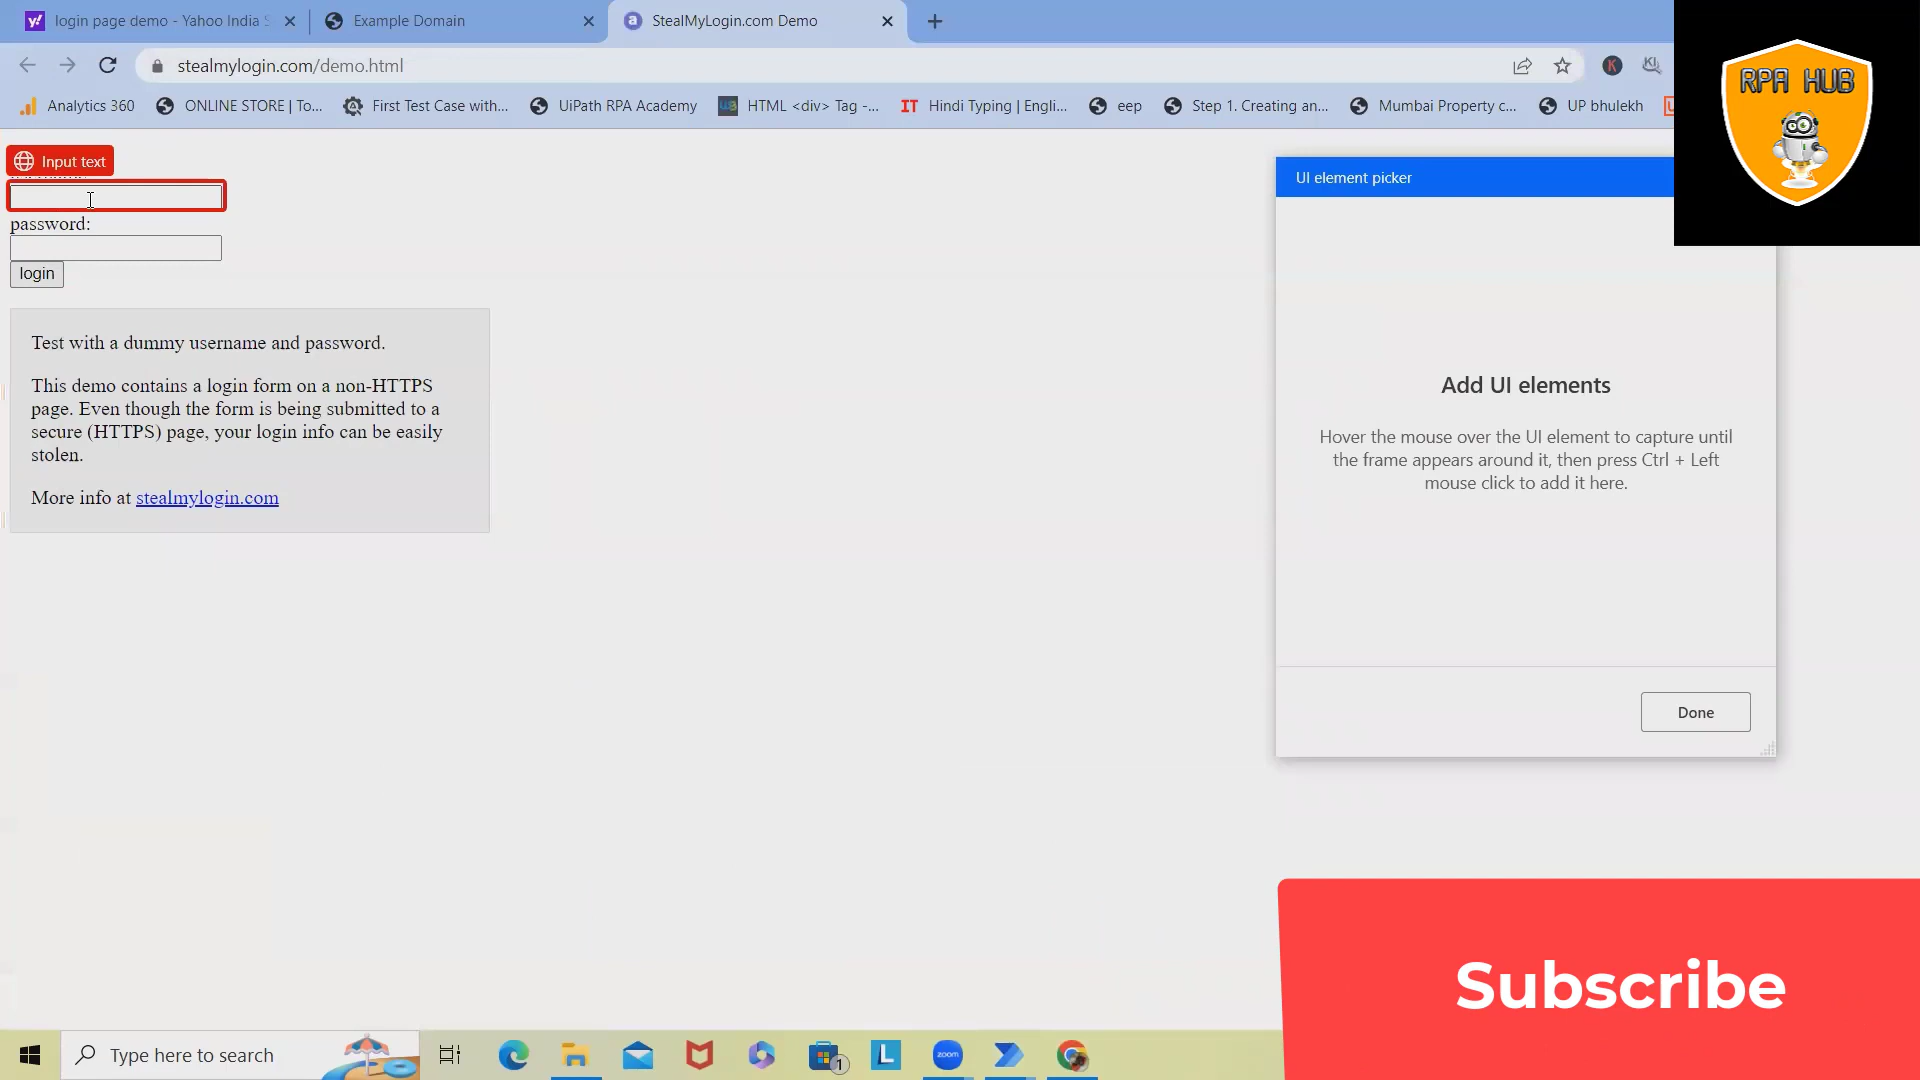 login page demo - Yahoo India S
Example Domain
StealMyLogin.com Demo
stealmylogin.com/demo.html
Analytics 360
ONLINE STORE | To...
First Test Case with...
UiPath RPA Academy
HTML <div> Tag -...
IT Hindi Typing | Engli...
eep
Step 1. Creating an...
Mumbai Property c...
UP bhulekh
RPA HUB
Input text
password:
login
Test with a dummy username and password.
This demo contains a login form on a non-HTTPS
page. Even though the form is being submitted to a
secure (HTTPS) page, your login info can be easily
stolen.
More info at stealmylogin.com
UI element picker
Add UI elements
Hover the mouse over the UI element to capture until
the frame appears around it, then press Ctrl + Left
mouse click to add it here.
Done
Subscribe
Type here to search
1
L
zoom